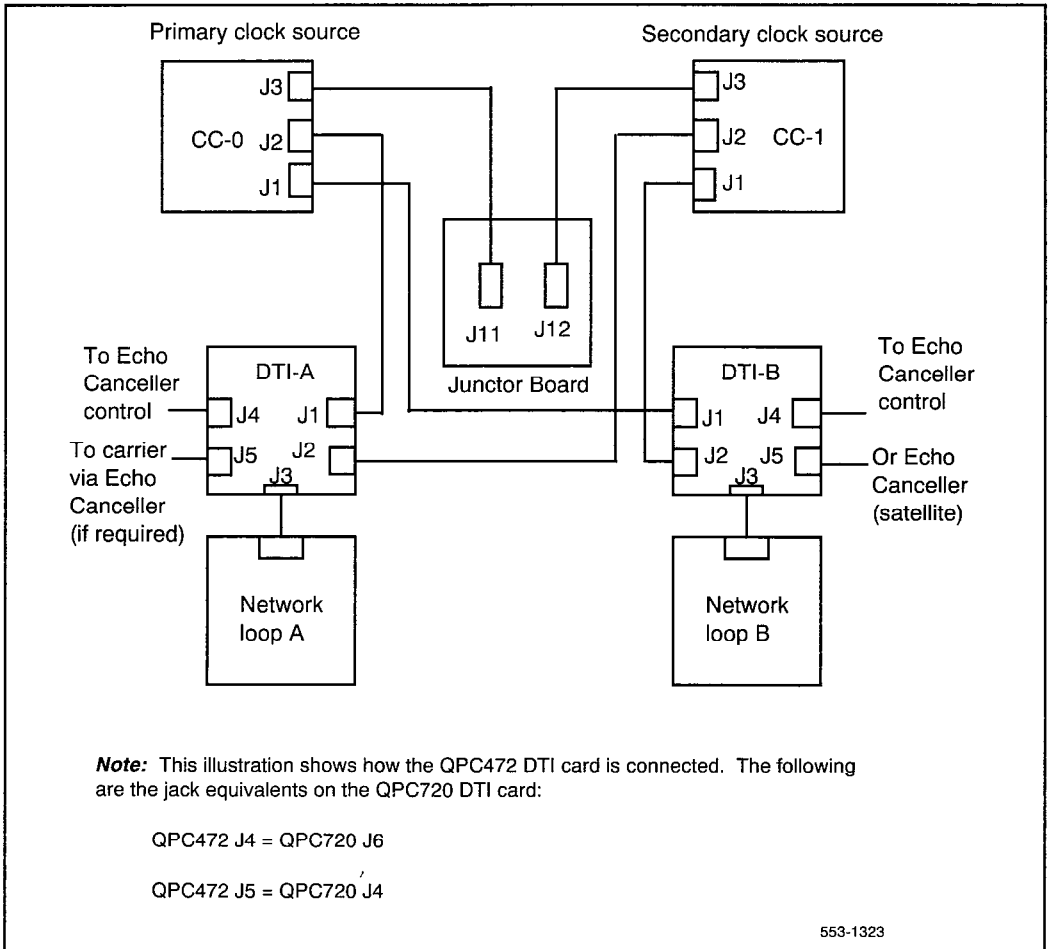 Primary clock source
Secondary clock source
J3
CC-0
J2
J1
J3
J2
CC-1
J1
J11
J12
Junctor Board
To Echo
Canceller
control
To carrier
via Echo
Canceller
(if required)
DTI-A
J4
J1
J5
J2
J3
DTI-B
J1
J4
J2
J5
J3
To Echo
Canceller
control
Or Echo
Canceller
(satellite)
Network
loop A
Network
loop B
Note: This illustration shows how the QPC472 DTI card is connected. The following
are the jack equivalents on the QPC720 DTI card:
QPC472 J4 = QPC720 J6
QPC472 J5 = QPC720 J4
553-1323